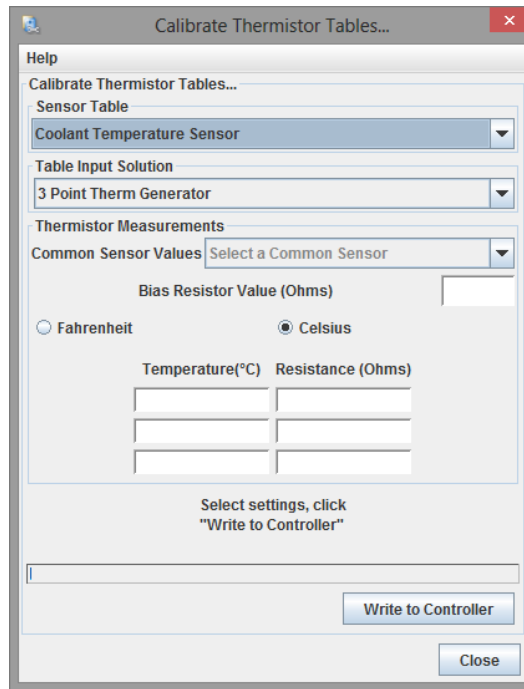 Calibrate Thermistor Tables...
x
Help
Calibrate Thermistor Tables...
Sensor Table
Coolant Temperature Sensor
Table Input Solution
3 Point Therm Generator
Thermistor Measurements
Common Sensor Values Select a Common Sensor
Bias Resistor Value (Ohms)
Fahrenheit Celsius
Temperature(°C) Resistance (Ohms)
Select settings, click
"Write to Controller"
Write to Controller
Close